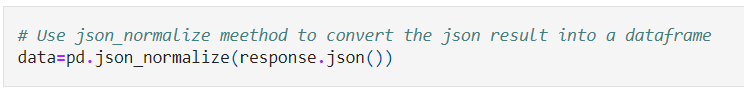 # Use json_normalize meethod to convert the json result into a dataframe
data=pd.json_normalize(response.json())